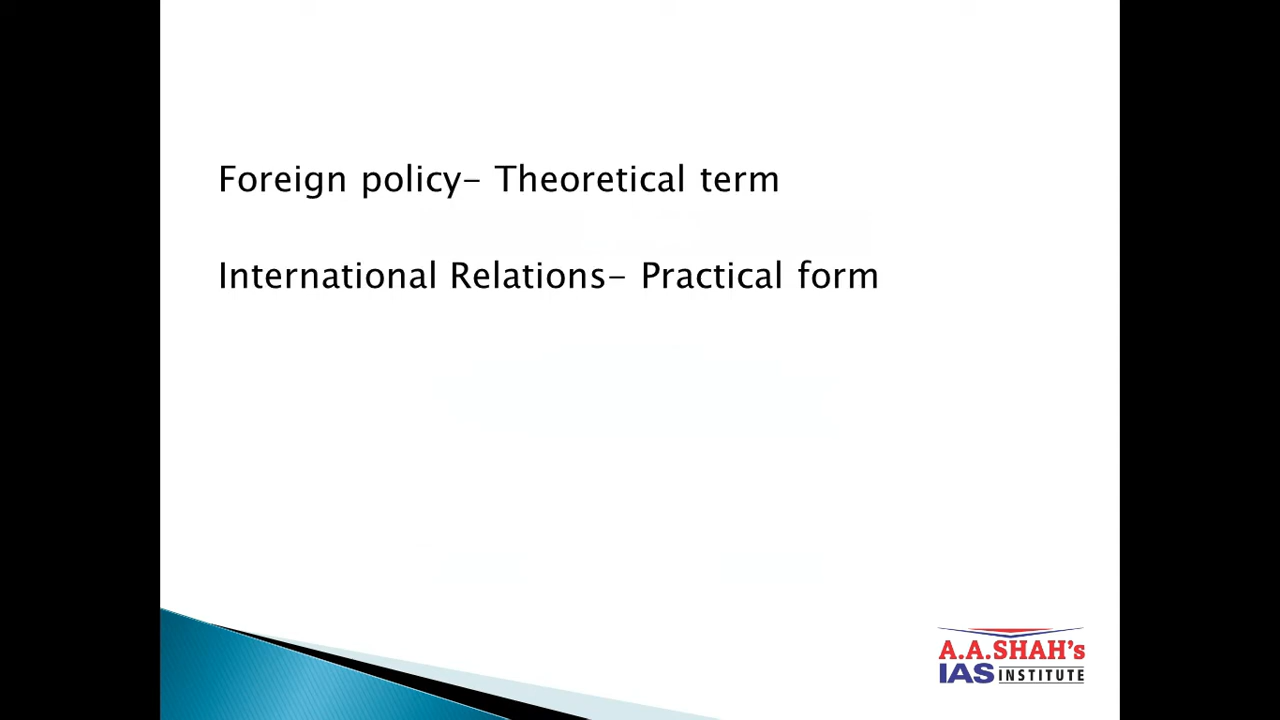 Foreign policy- Theoretical term
International Relations- Practical form
A.A.SHAH's
IAS INSTITUTE